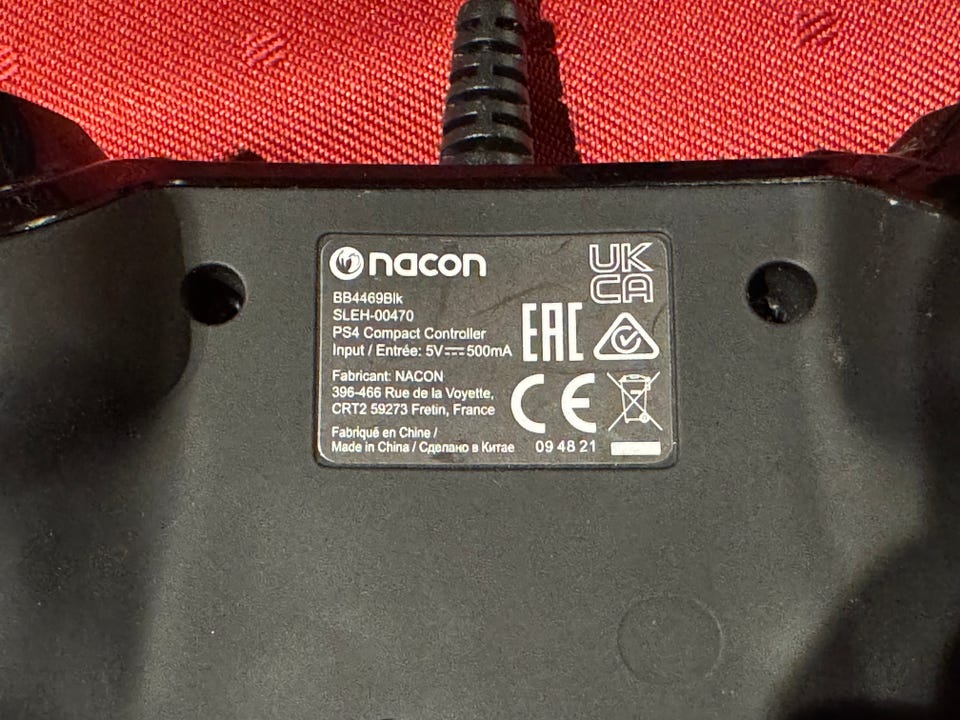 nacon
BB4469Blk
SLEH-00470
PS4 Compact Controller
Input / Entrée: 5V⎓500mA
Fabricant: NACON
396-466 Rue de la Voyette,
CRT2 59273 Fretin, France
Fabriqué en Chine /
Made in China / Сделано в Китае
UK
CA
EAC
CE
09 48 21